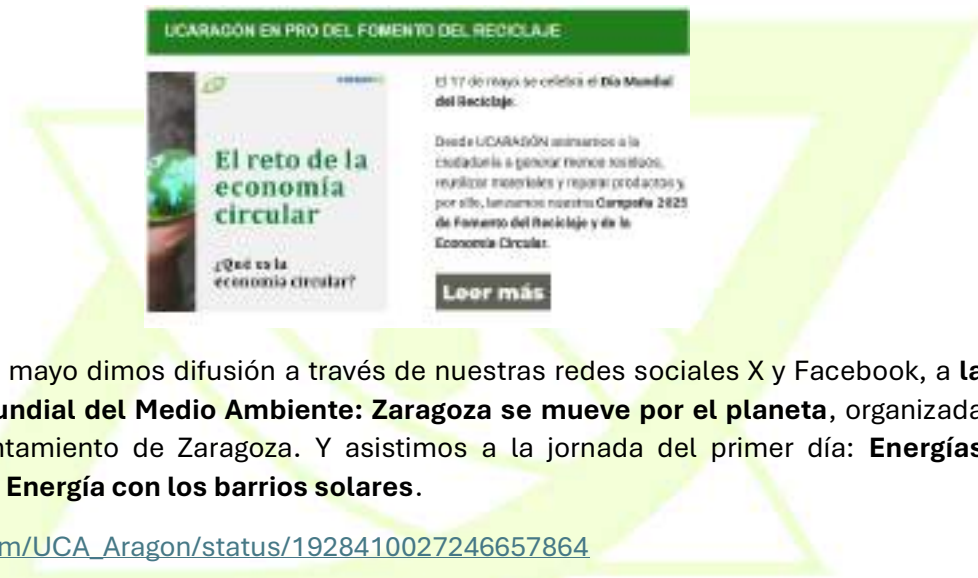 UCARAGÓN EN PRO DEL FOMENTO DEL RECICLAJE
El reto de la
economía
circular
¿Qué es la
economía circular?
El 17 de mayo se celebra el Día Mundial
del Reciclaje.
Desde UCARAGÓN animamos a la
ciudadanía a generar menos residuos,
reutilizar materiales y reparar productos y,
por ello, lanzamos nuestra Campaña 2025
de Fomento del Reciclaje y de la
Economía Circular.
Leer más
mayo dimos difusión a través de nuestras redes sociales X y Facebook, a la
undial del Medio Ambiente: Zaragoza se mueve por el planeta, organizada
ntamiento de Zaragoza. Y asistimos a la jornada del primer día: Energías
Energía con los barrios solares.
m/UCA_Aragon/status/1928410027246657864